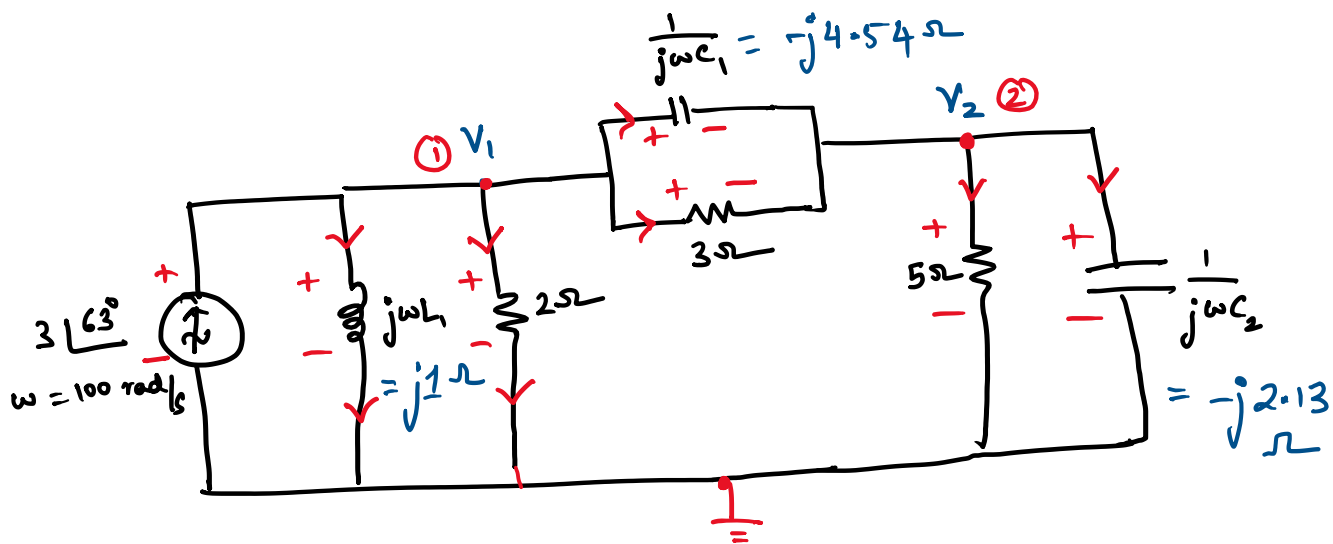 1/(jωC₁) = -j4.54 Ω
V₂ ②
① V₁
+ -
+ -
3Ω
3∠63°
ω = 100 rad/s
+
-
+
-
jωL₁
= j1 Ω
+
-
2Ω
+
-
5Ω
+
-
1/(jωC₂)
= -j2.13
Ω